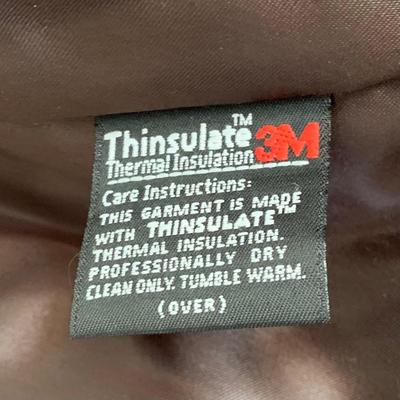 Thinsulate™ 3M
Thermal Insulation
Care Instructions:
THIS GARMENT IS MADE
WITH THINSULATE™
THERMAL INSULATION.
PROFESSIONALLY DRY
CLEAN ONLY. TUMBLE WARM.
(OVER)